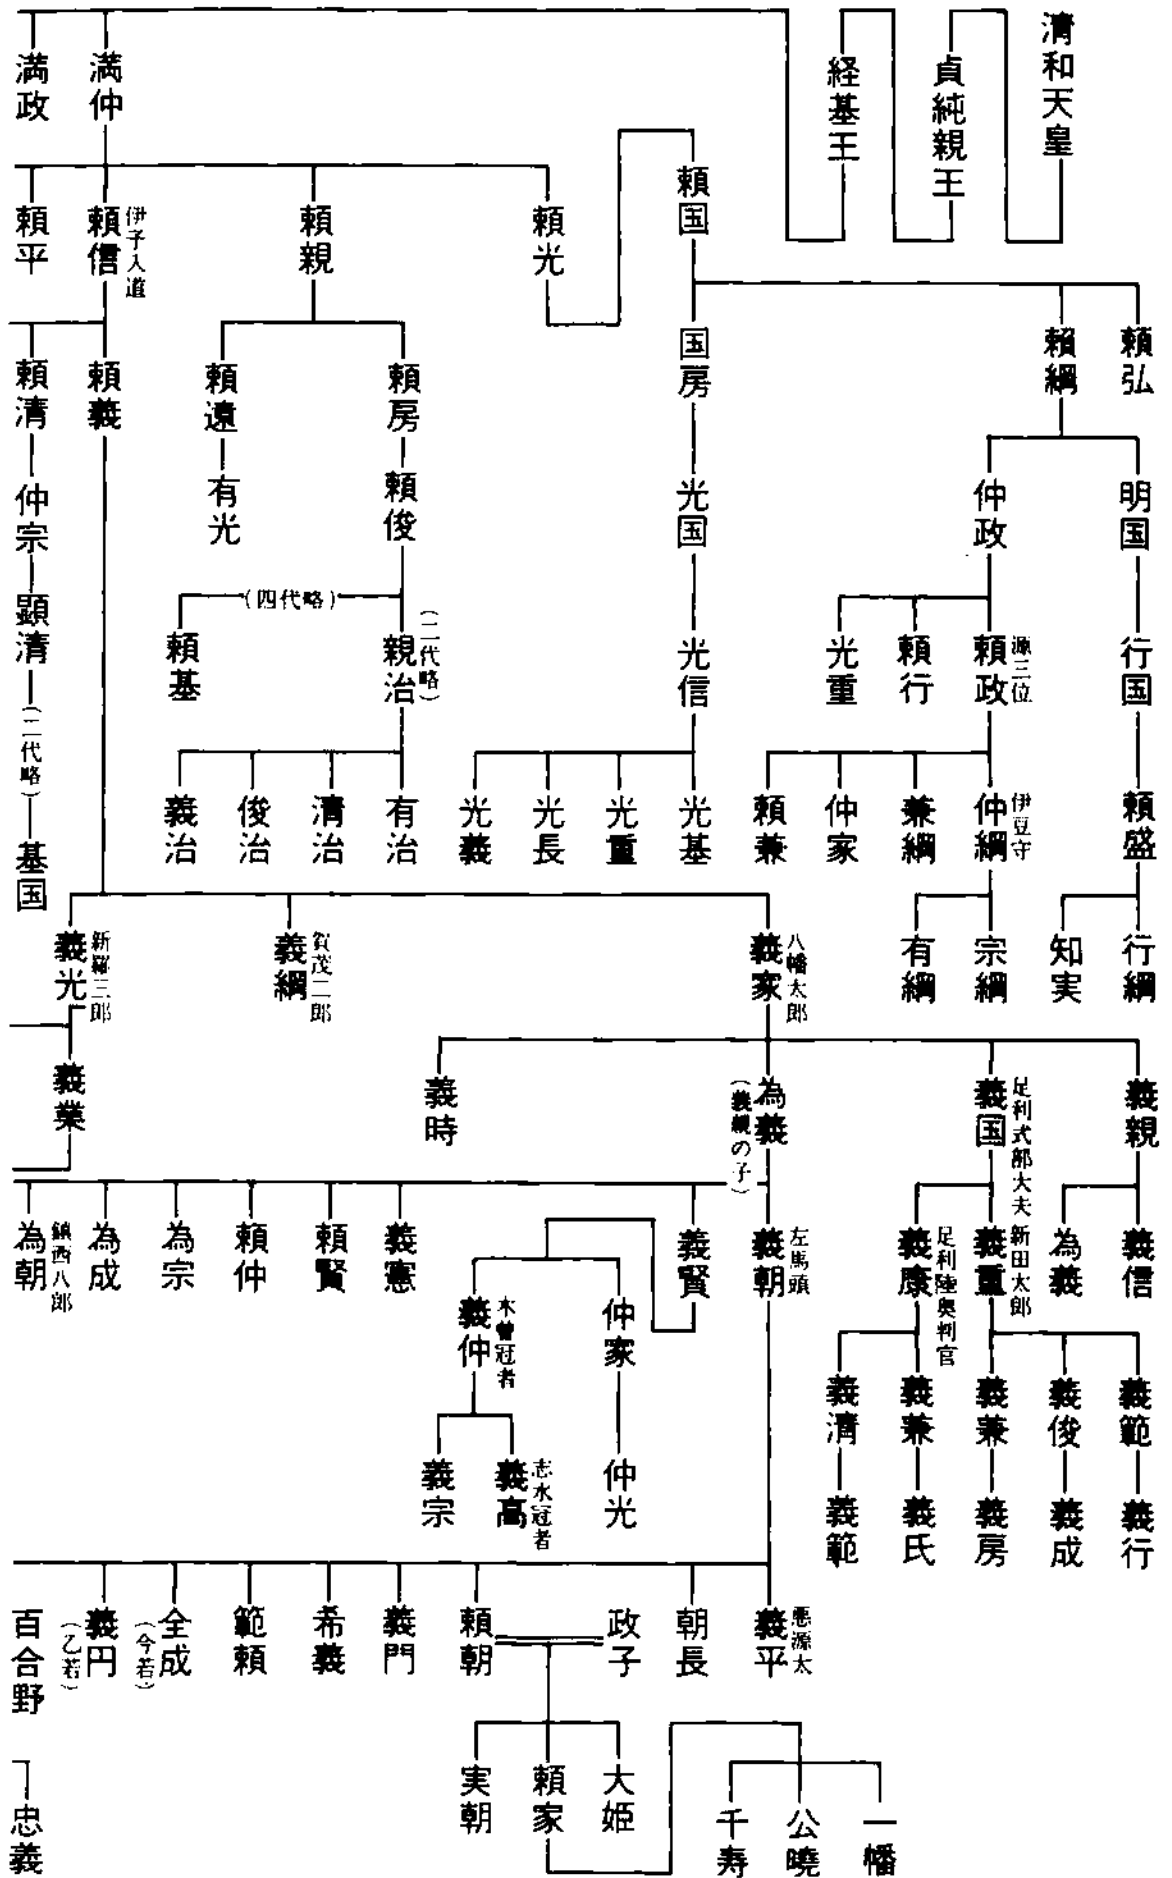 清和天皇
貞純親王
経基王
満仲
満政
頼国
頼光
頼親
頼信
伊予入道
頼平
頼弘
頼綱
国房
頼房
頼遠
頼義
頼清
明国
仲政
光国
頼俊
有光
仲宗
行国
頼政
源三位
頼行
光重
光信
親治
(二代略)
(四代略)
頼基
顕清
(二代略)
基国
頼盛
仲綱
伊豆守
兼綱
仲家
頼兼
光基
光重
光長
光義
有治
清治
俊治
義治
行綱
知実
宗綱
有綱
義家
八幡太郎
義綱
賀茂二郎
義光
新羅三郎
義親
義国
足利式部大夫
為義
(義親の子)
義時
義業
義信
為義
義重
新田太郎
義康
足利陸奥判官
義朝
左馬頭
義賢
義憲
頼賢
頼仲
為宗
為成
為朝
鎮西八郎
仲家
義仲
木曽冠者
義範
義俊
義兼
義兼
義清
仲光
義高
志水冠者
義宗
義行
義成
義房
義氏
義範
義平
悪源太
朝長
政子
頼朝
義門
希義
範頼
全成
(今若)
義円
(乙若)
百合野
大姫
頼家
実朝
一幡
公暁
千寿
忠義